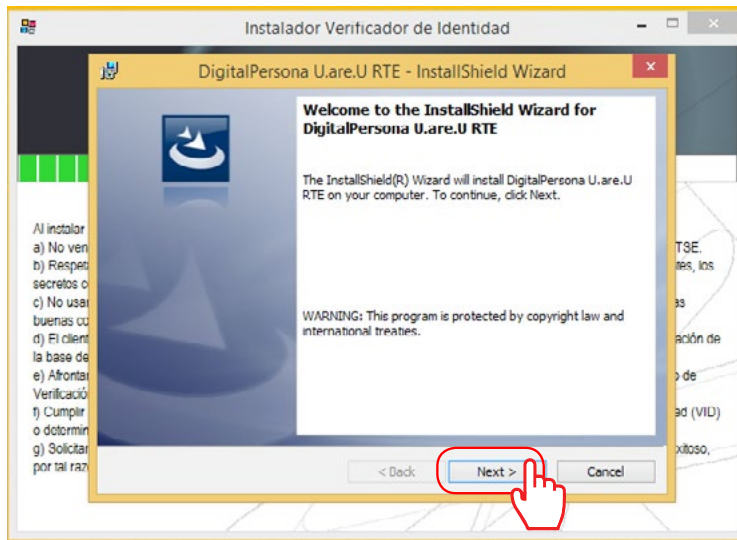 Instalador Verificador de Identidad
DigitalPersona U.are.U RTE - InstallShield Wizard
Welcome to the InstallShield Wizard for
DigitalPersona U.are.U RTE
The InstallShield(R) Wizard will install DigitalPersona U.are.U
RTE on your computer. To continue, click Next.
WARNING: This program is protected by copyright law and
international treaties.
< Back
Next >
Cancel
Al instalar
a) No ven
TSE.
b) Respet
los
secretos
c) No usar
buenas
d) El client
ación de
la base de
e) Afrontar
o de
Verificació
f) Cumplir
ad (VID)
o determin
g) Solicitar
xitoso,
por tal raz